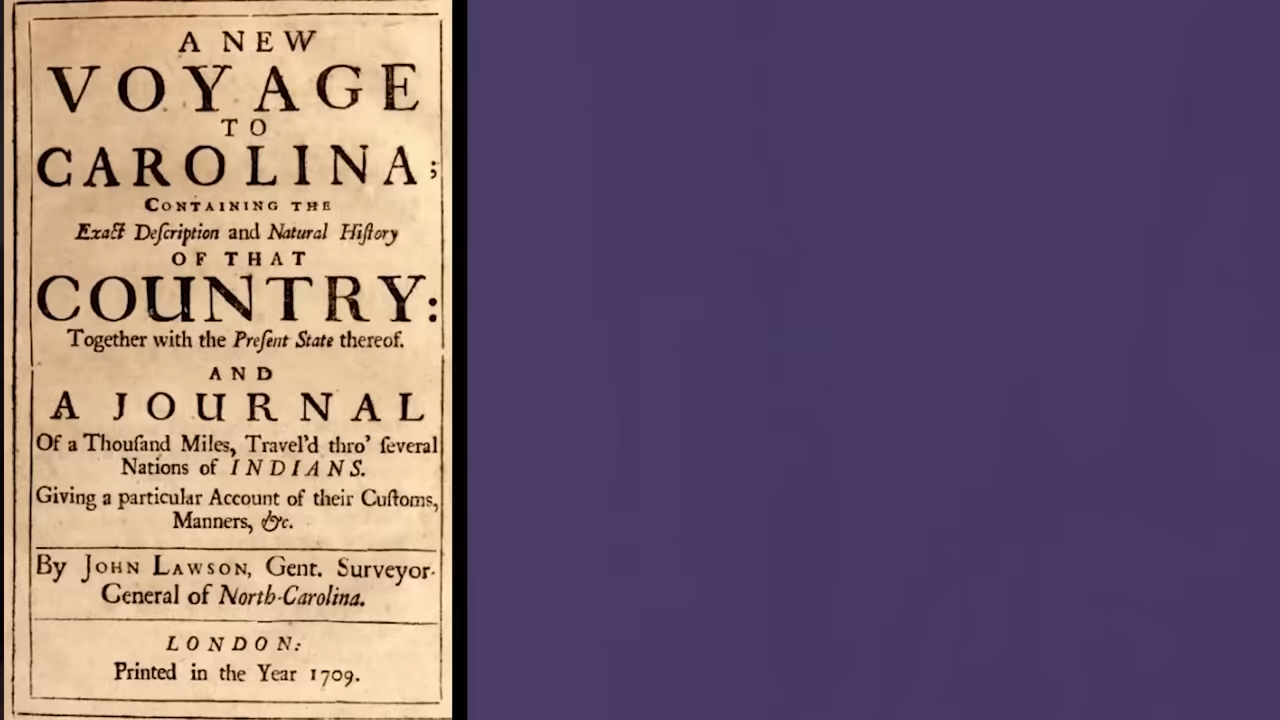 A NEW
VOYAGE
TO
CAROLINA;
CONTAINING THE
Exact Deſcription and Natural Hiſtory
OF THAT
COUNTRY:
Together with the Preſent State thereof.
AND
A JOURNAL
Of a Thouſand Miles, Travel'd thro' ſeveral
Nations of INDIANS.
Giving a particular Account of their Cuſtoms,
Manners, &c.
By JOHN LAWSON, Gent. Surveyor-
General of North-Carolina.
LONDON:
Printed in the Year 1709.